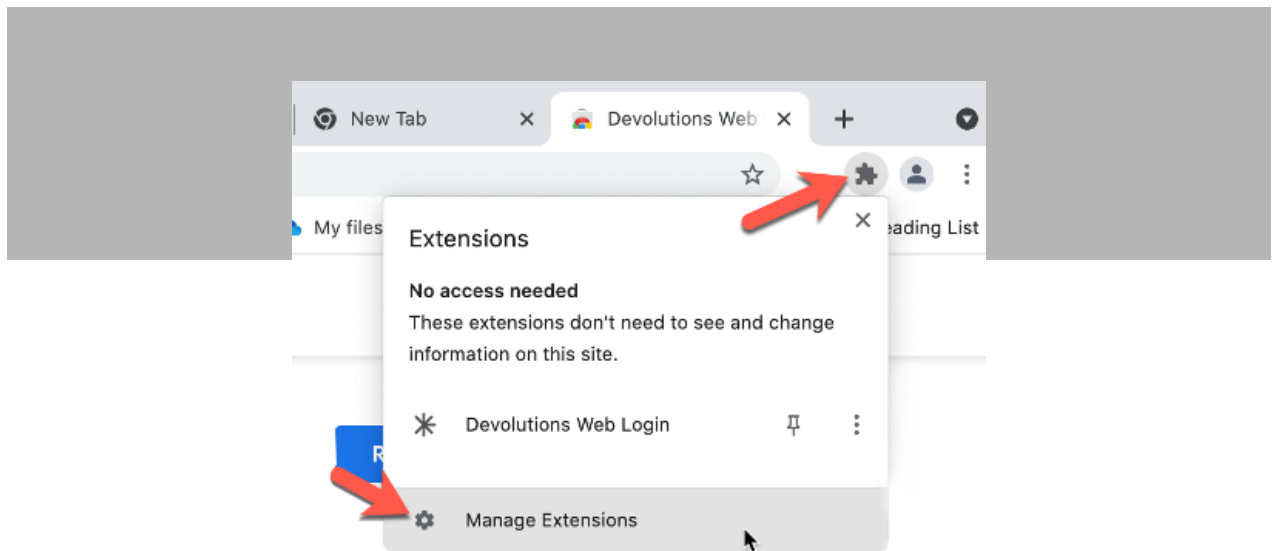 New Tab
Devolutions Web
My files
eading List
Extensions
No access needed
These extensions don't need to see and change
information on this site.
Devolutions Web Login
Manage Extensions